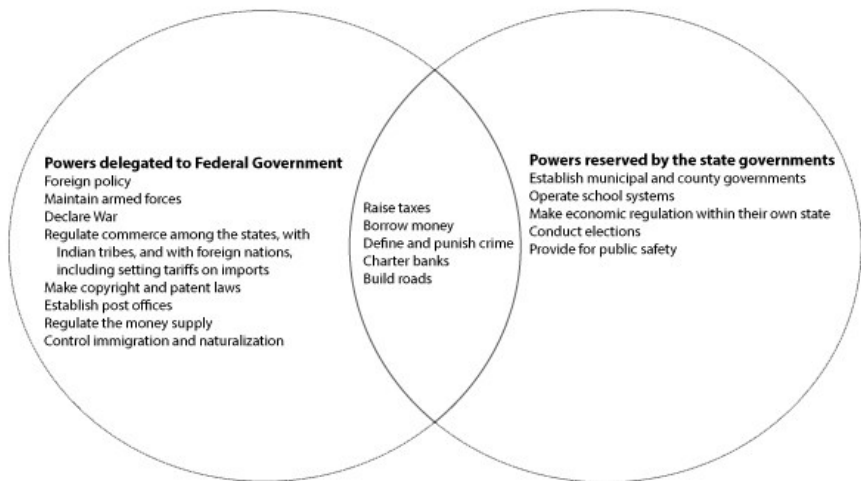 Powers delegated to Federal Government
Foreign policy
Maintain armed forces
Declare War
Regulate commerce among the states, with
Indian tribes, and with foreign nations,
including setting tariffs on imports
Make copyright and patent laws
Establish post offices
Regulate the money supply
Control immigration and naturalization
Raise taxes
Borrow money
Define and punish crime
Charter banks
Build roads
Powers reserved by the state governments
Establish municipal and county governments
Operate school systems
Make economic regulation within their own state
Conduct elections
Provide for public safety